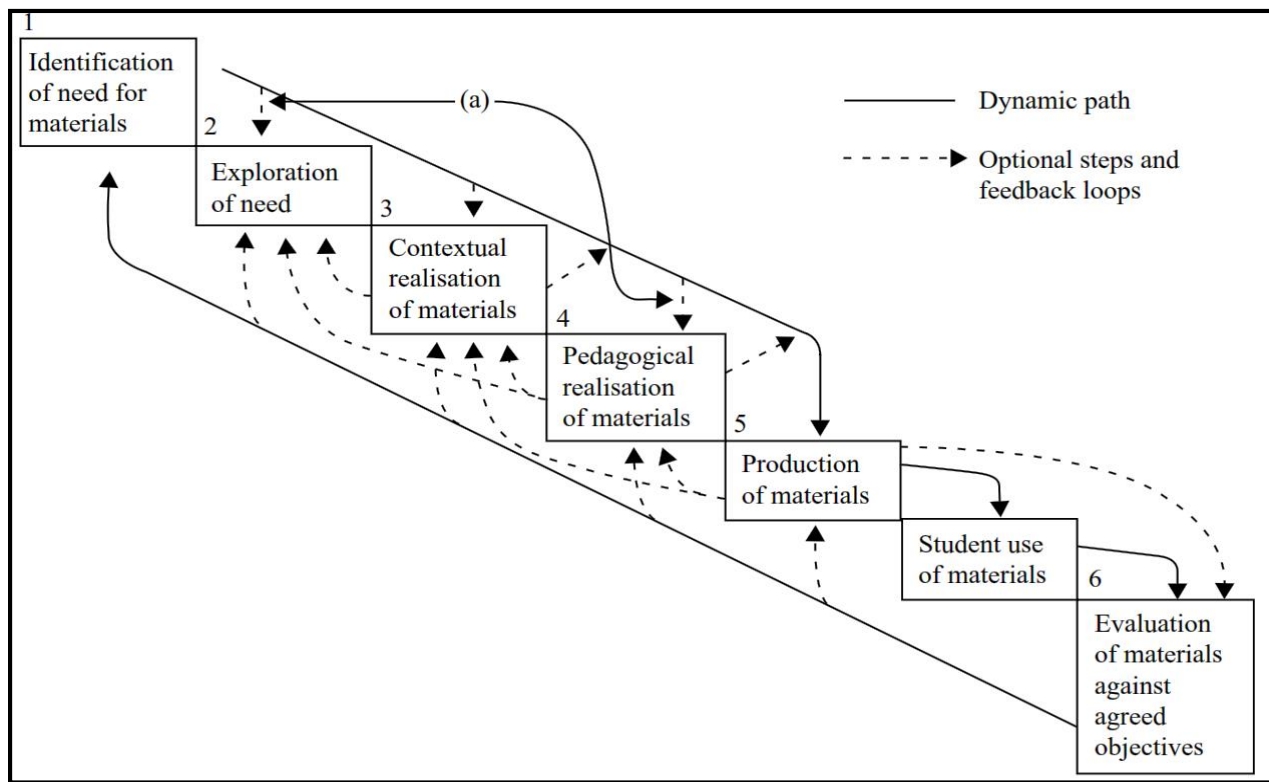 1
Identification
of need for
materials
2
Exploration
of need
3
Contextual
realisation
of materials
4
Pedagogical
realisation
of materials
5
Production
of materials
Student use
of materials
6
Evaluation
of materials
against
agreed
objectives
(a)
Dynamic path
Optional steps and
feedback loops